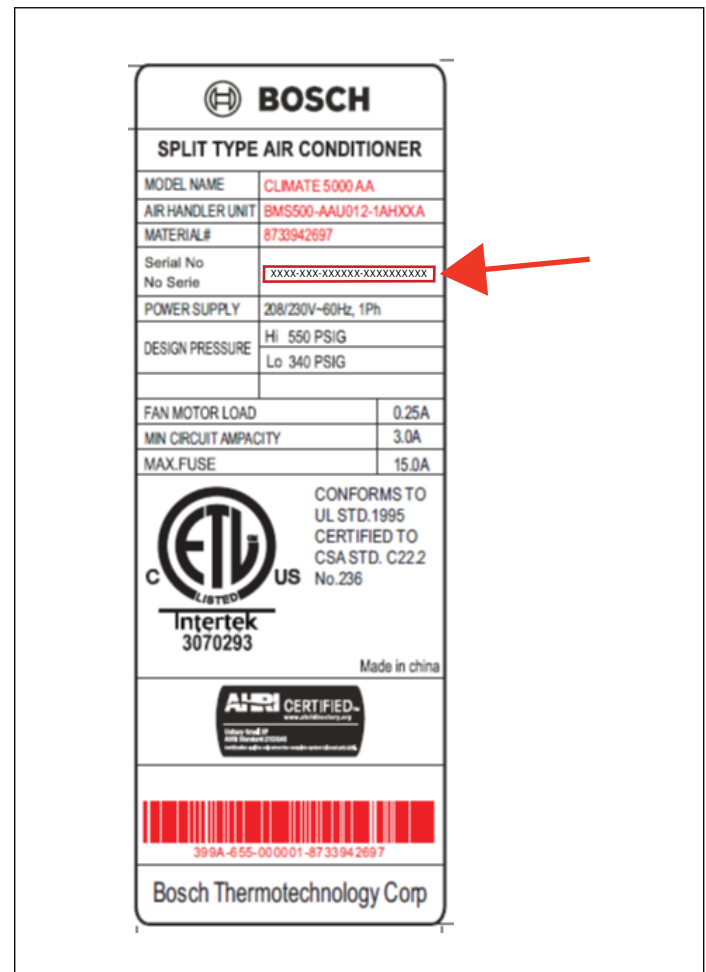 BOSCH
SPLIT TYPE AIR CONDITIONER
MODEL NAME CLIMATE 5000 AA
AIR HANDLER UNIT BMS500-AAU012-1AHXXA
MATERIAL# 8733942697
Serial No
No Serie
XXXX-XXX-XXXXXX-XXXXXXXXXX
POWER SUPPLY 208/230V~60Hz, 1Ph
DESIGN PRESSURE
Hi 550 PSIG
Lo 340 PSIG
FAN MOTOR LOAD 0.25A
MIN CIRCUIT AMPACITY 3.0A
MAX.FUSE 15.0A
CONFORMS TO
UL STD.1995
CERTIFIED TO
CSA STD. C22.2
No.236
ETL
C US
LISTED
Intertek
3070293
Made in china
AHRI CERTIFIED
www.ahridirectory.org
399A-655-000001-8733942697
Bosch Thermotechnology Corp